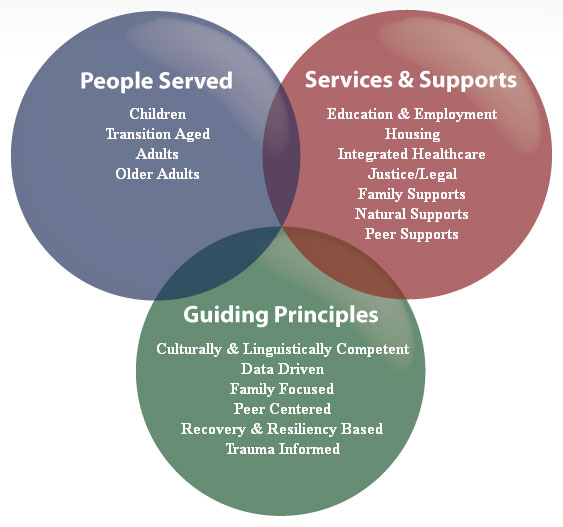 People Served
Children
Transition Aged
Adults
Older Adults
Services & Supports
Education & Employment
Housing
Integrated Healthcare
Justice/Legal
Family Supports
Natural Supports
Peer Supports
Guiding Principles
Culturally & Linguistically Competent
Data Driven
Family Focused
Peer Centered
Recovery & Resiliency Based
Trauma Informed